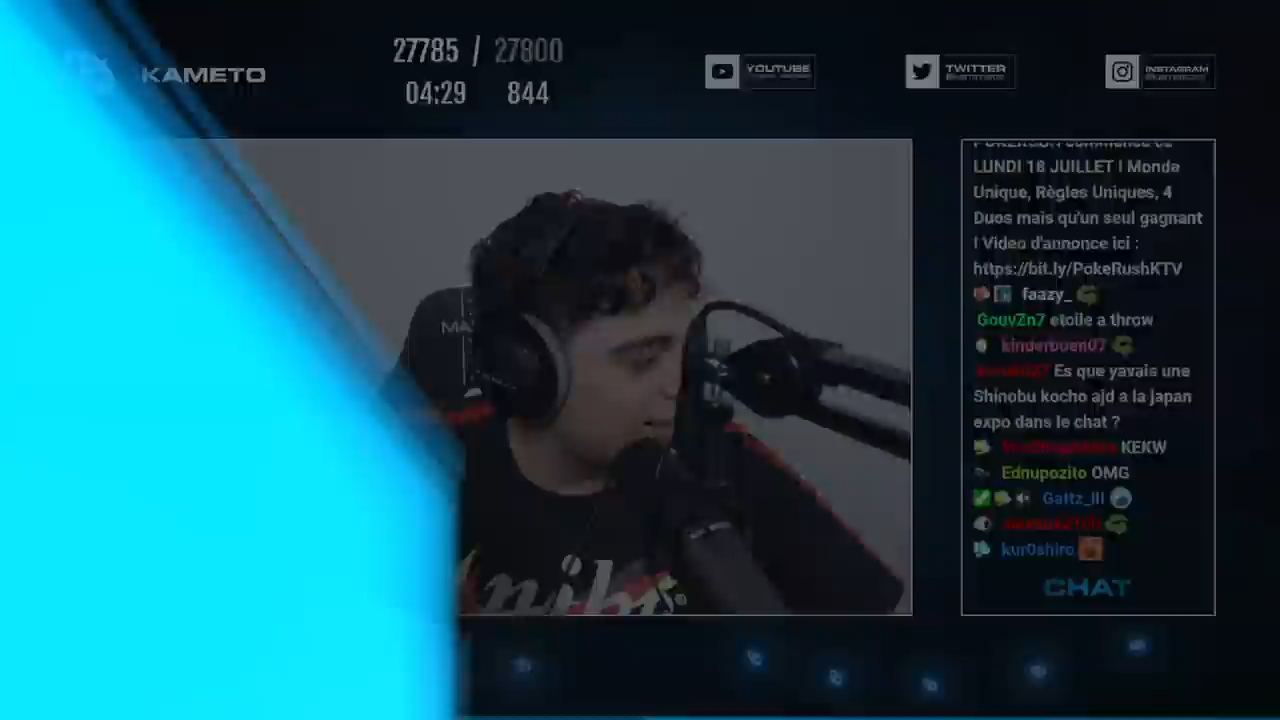 KAMETO
27785 / 27800
04:29 844
YOUTUBE
TWITTER
INSTAGRAM
LUNDI 18 JUILLET I Monde
Unique, Règles Uniques, 4
Duos mais qu'un seul gagnant
! Video d'annonce ici :
https://bit.ly/PokeRushKTV
faazy_
GouvZn7 etoile a throw
kinderbuen07
Es que yavais une
Shinobu kocho ajd a la japan
expo dans le chat ?
KEKW
Ednupozito OMG
Gattz_lll
kur0shiro
CHAT